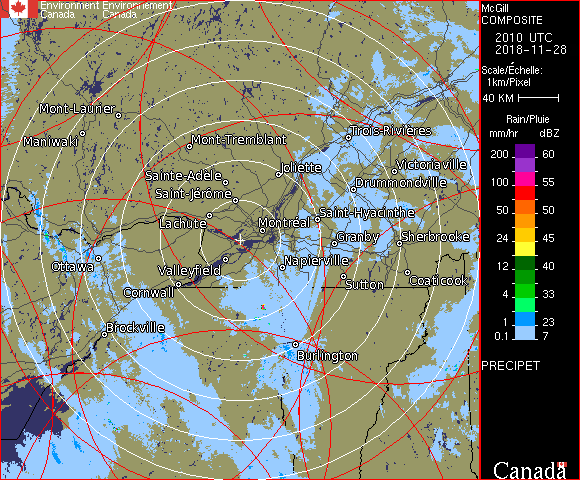 Environment Environnement
Canada Canada
Mont-Laurier
Maniwaki
Mont-Tremblant
Trois-Rivières
Joliette
Victoriaville
Sainte-Adèle
Drummondville
Saint-Jérôme
Lachute
Montréal
Saint-Hyacinthe
Granby
Sherbrooke
Ottawa
Valleyfield
Napierville
Cornwall
Sutton
Coaticook
Brockville
Burlington
McGill
COMPOSITE
2010 UTC
2018-11-28
Scale/Échelle:
1km/Pixel
40 KM
Rain/Pluie
mm/hr dBZ
200 60
100 55
50 50
24 45
12 40
4 33
1 23
0.1 7
PRECIPET
Canada